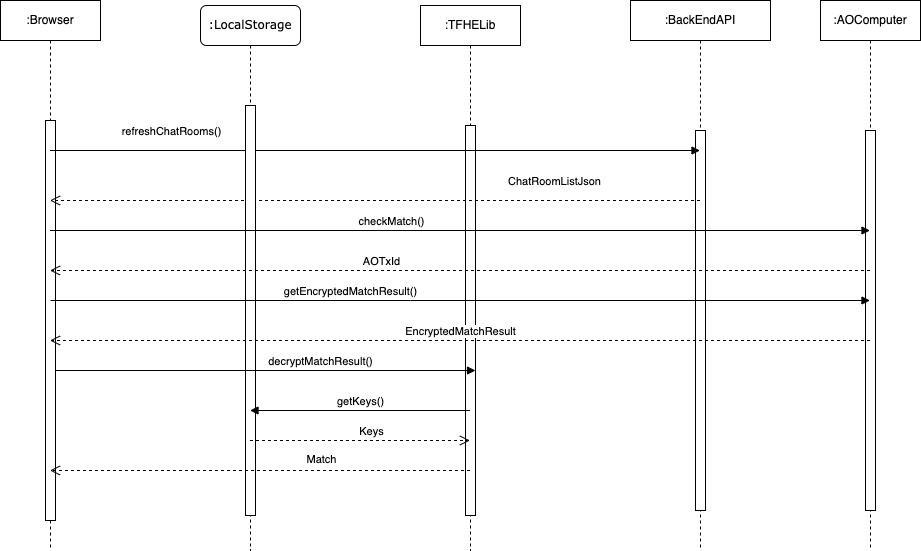 :Browser
:LocalStorage
:TFHELib
:BackEndAPI
:AOComputer
refreshChatRooms()
ChatRoomListJson
checkMatch()
AOTxId
getEncryptedMatchResult()
EncryptedMatchResult
decryptMatchResult()
getKeys()
Keys
Match